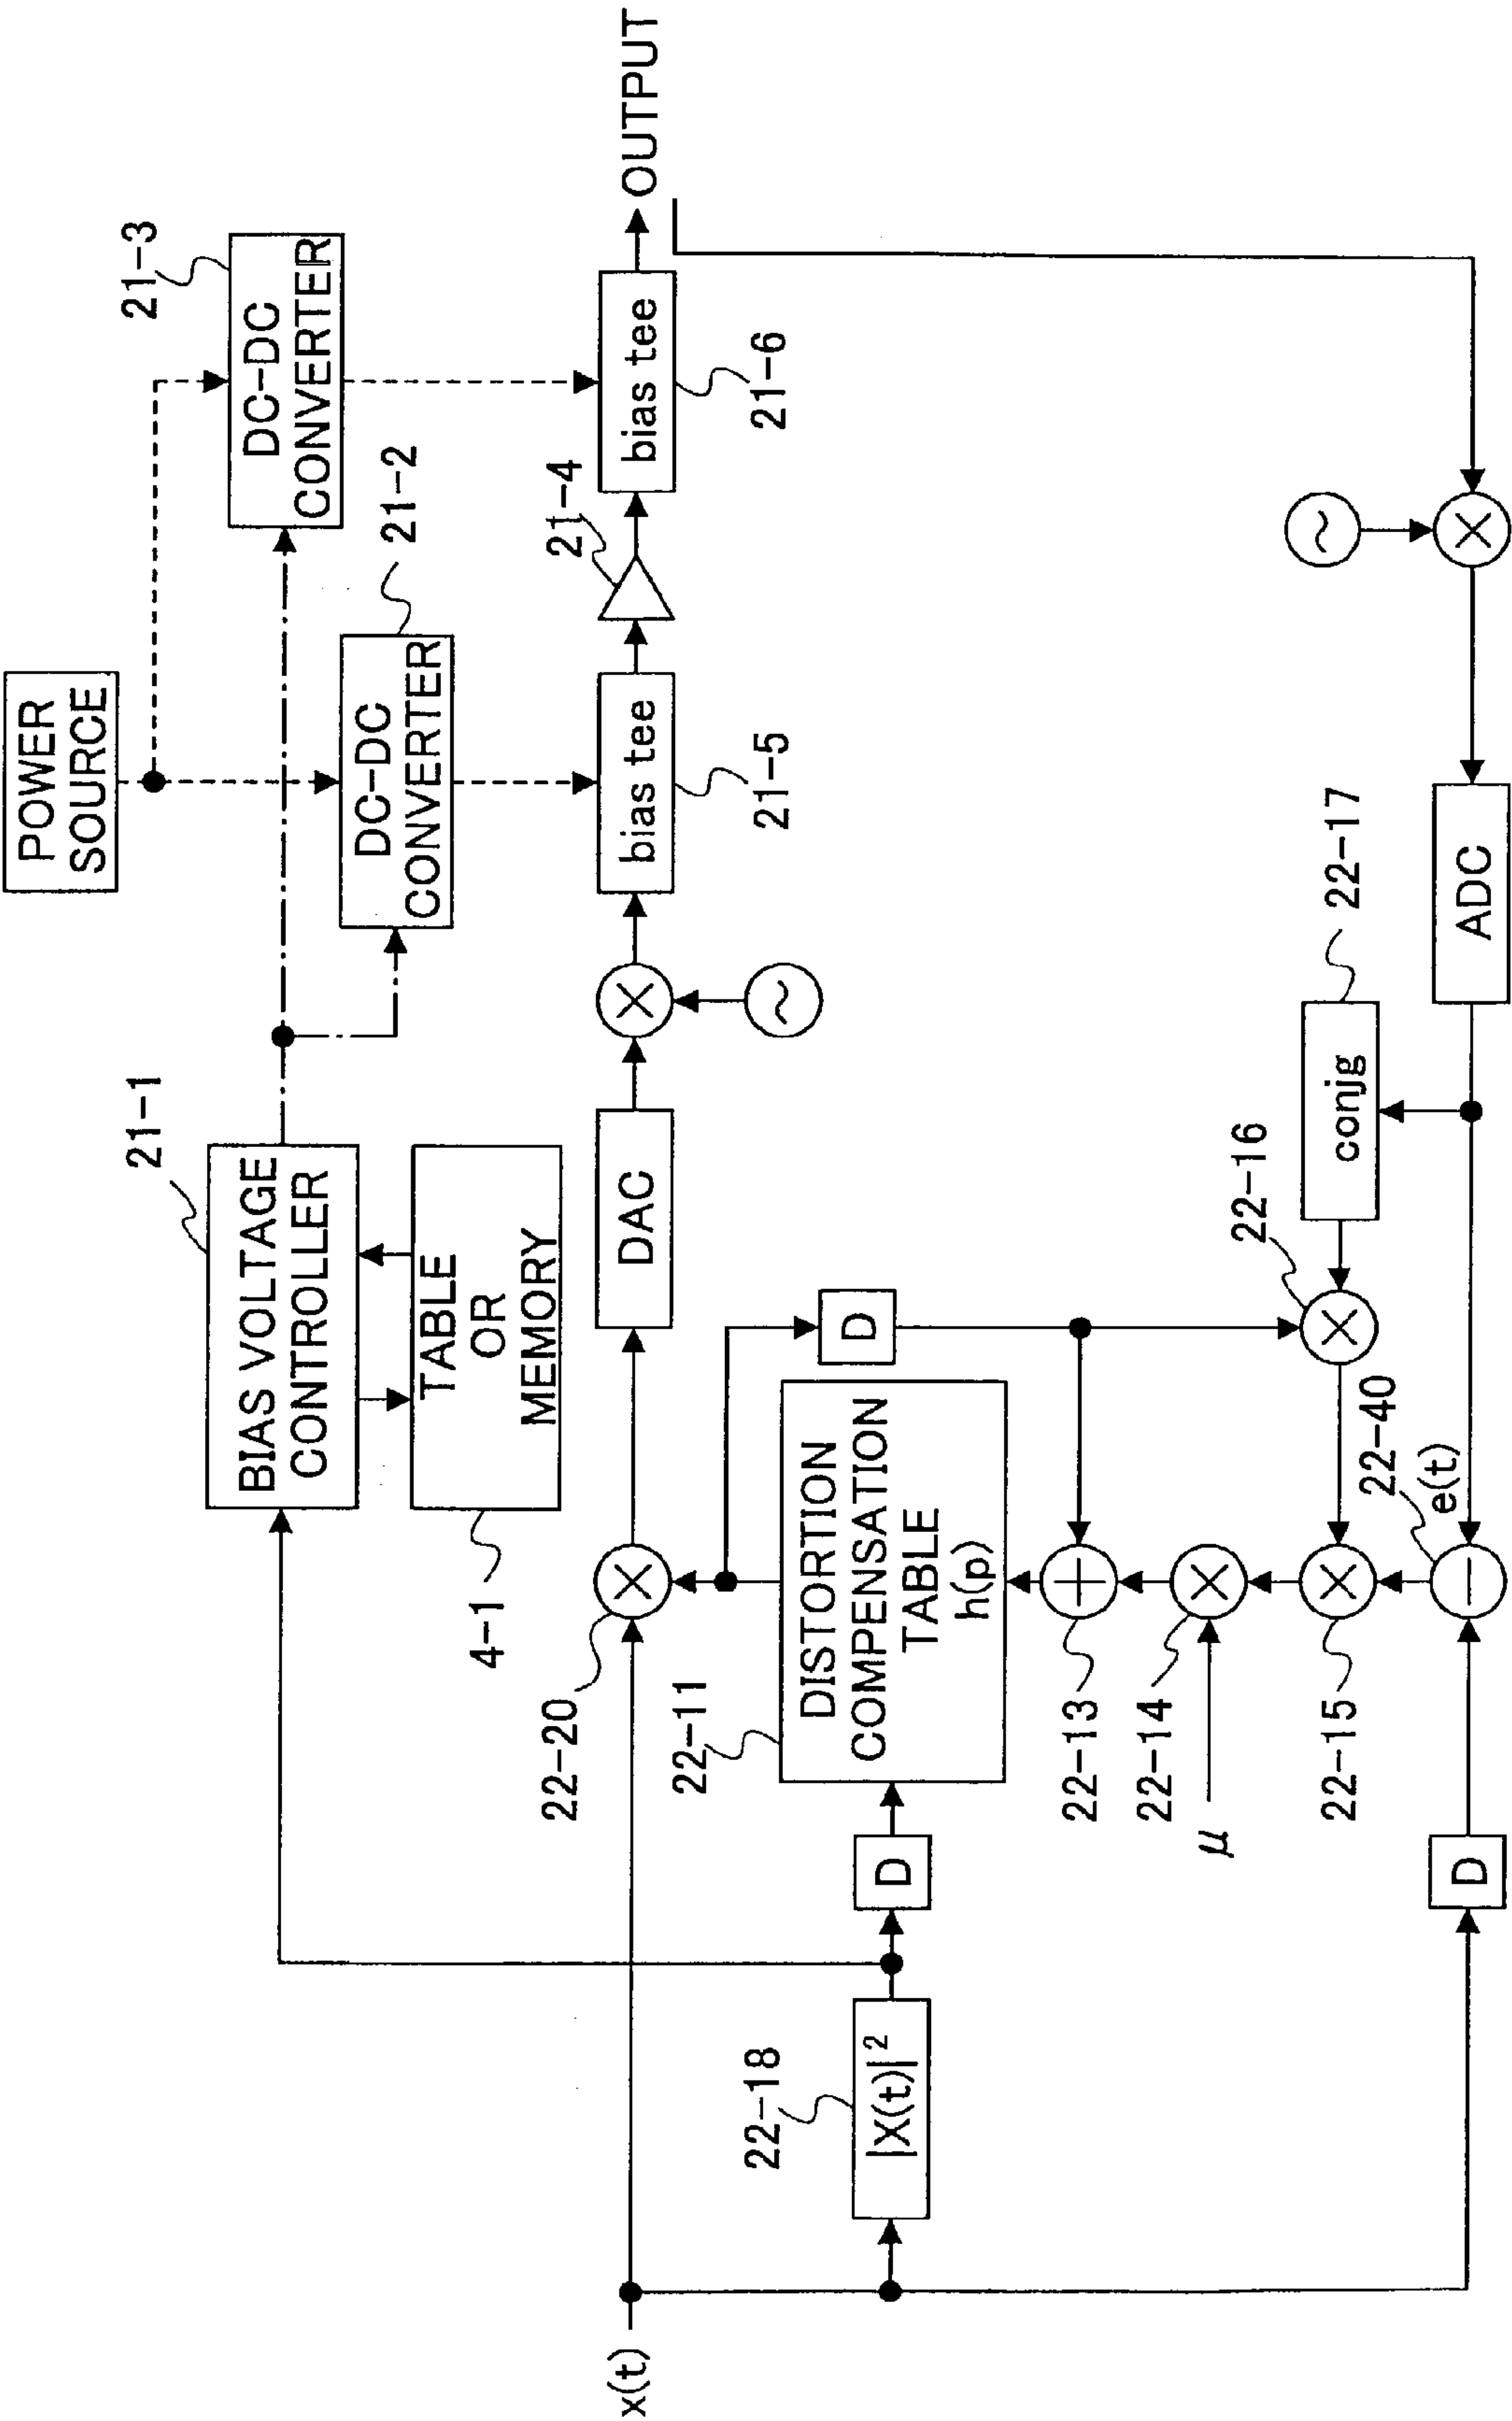 POWER
SOURCE
21-3
DC-DC
CONVERTER
21-2
DC-DC
CONVERTER
21-1
BIAS VOLTAGE
CONTROLLER
TABLE
OR
MEMORY
4-1
22-20
DAC
~
bias tee
21-5
21-4
bias tee
21-6
OUTPUT
x(t)
22-18
|X(t)|²
D
22-11
DISTORTION
COMPENSATION
TABLE
h(p)
D
22-13
22-14
μ
22-15
22-16
22-17
conjg
22-40
e(t)
D
ADC
~